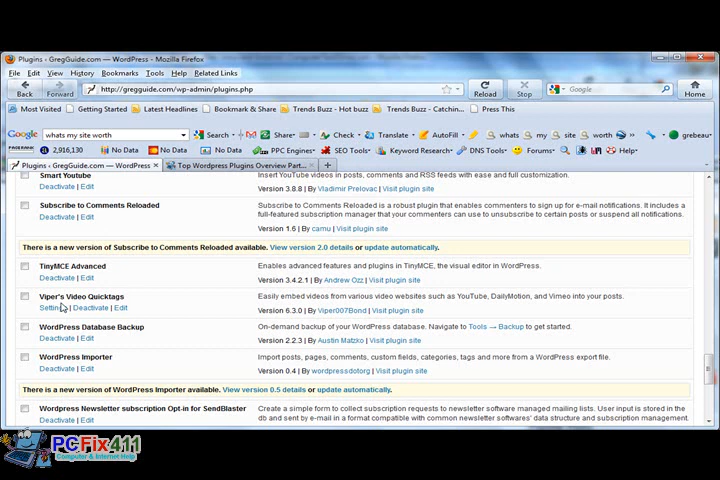 Plugins ‹ GregGuide.com — WordPress - Mozilla Firefox
File Edit View History Bookmarks Tools Help Related Links
Back Forward http://gregguide.com/wp-admin/plugins.php Google Reload Stop Home
Most Visited Getting Started Latest Headlines Bookmark & Share Trends Buzz - Hot buzz Trends Buzz - Catchin... Press This
Google whats my site worth Search Share Check Translate AutoFill whats my site worth grebeau
PAGERANK 2,916,130 No Data No Data PPC Engines SEO Tools Keyword Research DNS Tools Forums Help
Plugins ‹ GregGuide.com — WordPress Top Wordpress Plugins Overview Part...
Smart Youtube Insert YouTube videos in posts, comments and RSS feeds with ease and full customization.
Deactivate | Edit Version 3.8.8 | By Vladimir Prelovac | Visit plugin site
Subscribe to Comments Reloaded Subscribe to Comments Reloaded is a robust plugin that enables commenters to sign up for e-mail notifications. It includes a
Deactivate | Edit full-featured subscription manager that your commenters can use to unsubscribe to certain posts or suspend all notifications.
Version 1.6 | By camu | Visit plugin site
There is a new version of Subscribe to Comments Reloaded available. View version 2.0 details or update automatically.
TinyMCE Advanced Enables advanced features and plugins in TinyMCE, the visual editor in WordPress.
Deactivate | Edit Version 3.4.2.1 | By Andrew Ozz | Visit plugin site
Viper's Video Quicktags Easily embed videos from various video websites such as YouTube, DailyMotion, and Vimeo into your posts.
Settings | Deactivate | Edit Version 6.3.0 | By Viper007Bond | Visit plugin site
WordPress Database Backup On-demand backup of your WordPress database. Navigate to Tools → Backup to get started.
Deactivate | Edit Version 2.2.3 | By Austin Matzko | Visit plugin site
WordPress Importer Import posts, pages, comments, custom fields, categories, tags and more from a WordPress export file.
Deactivate | Edit Version 0.4 | By wordpressdotorg | Visit plugin site
There is a new version of WordPress Importer available. View version 0.5 details or update automatically.
Wordpress Newsletter subscription Opt-in for SendBlaster Create a simple form to collect subscription requests to newsletter software managed mailing lists. User input is stored in the
Deactivate | Edit db and sent by e-mail in a format compatible with common newsletter softwares' data structure and subscription management.
PCFix411
Computer & Internet Help